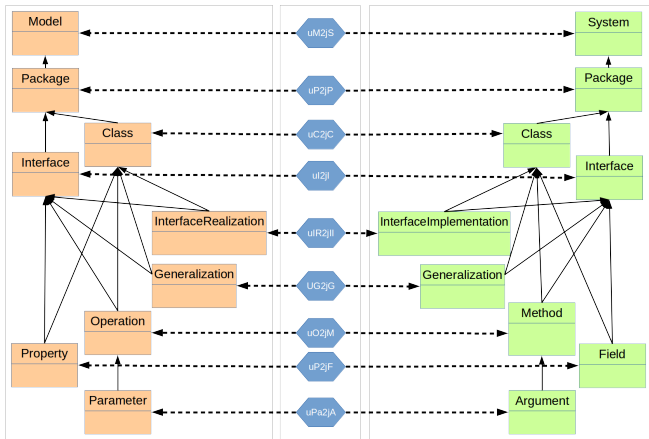 Model
uM2jS
System
Package
uP2jP
Package
Class
uC2jC
Class
Interface
uI2jI
Interface
InterfaceRealization
uIR2jII
InterfaceImplementation
Generalization
UG2jG
Generalization
Operation
uO2jM
Method
Property
uP2jF
Field
Parameter
uPa2jA
Argument